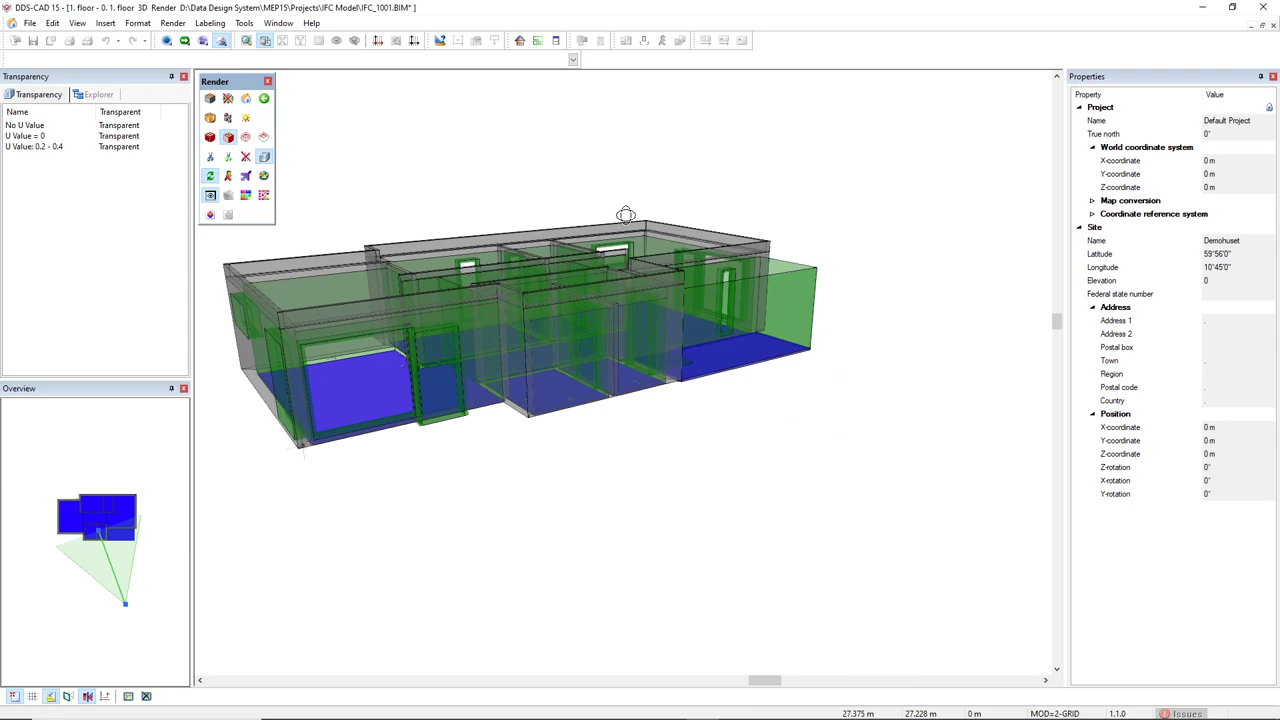 DDS-CAD 15 - [1. floor - 0. 1. floor  3D  Render  D:\Data Design System\MEP15\Projects\IFC Model\IFC_1001.BIM* ]
File Edit View Insert Format Render Labeling Tools Window Help
Transparency
Transparency Explorer
Name Transparent
No U Value Transparent
U Value = 0 Transparent
U Value: 0.2 - 0.4 Transparent
Render
Overview
Properties
Property Value
Project
Name Default Project
True north 0°
World coordinate system
X-coordinate 0 m
Y-coordinate 0 m
Z-coordinate 0 m
Map conversion
Coordinate reference system
Site
Name Demohuset
Latitude 59°56'0"
Longitude 10°45'0"
Elevation 0
Federal state number
Address
Address 1 .
Address 2
Postal box
Town .
Region
Postal code .
Country .
Position
X-coordinate 0 m
Y-coordinate 0 m
Z-coordinate 0 m
Z-rotation 0°
X-rotation 0°
Y-rotation 0°
27.375 m 27.228 m 0 m MOD=2-GRID 1.1.0 Issues